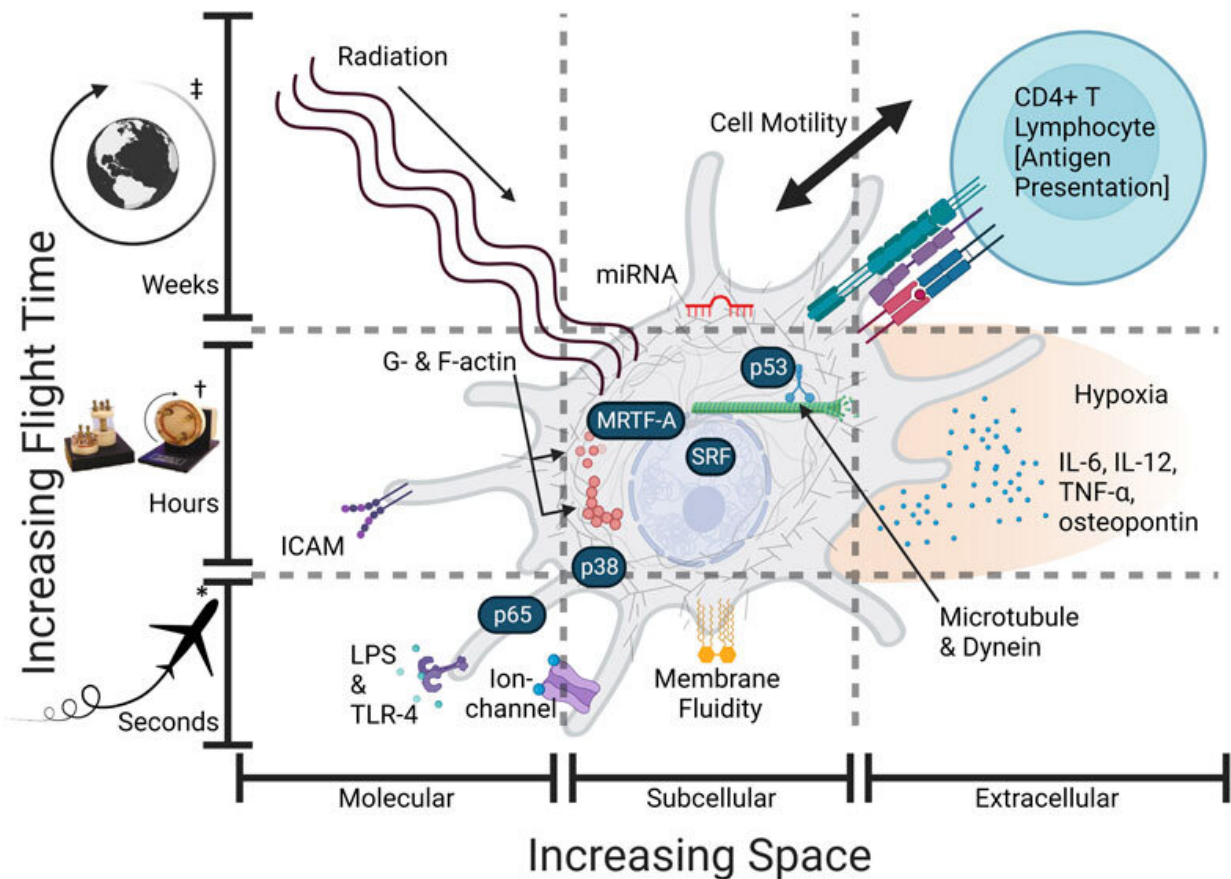 Radiation
‡
Cell Motility
CD4+ T
Lymphocyte
[Antigen
Presentation]
miRNA
Weeks
Increasing Flight Time
G- & F-actin
p53
†
MRTF-A
SRF
Hypoxia
IL-6, IL-12,
TNF-α,
osteopontin
Hours
ICAM
p38
*
p65
Microtubule
& Dynein
LPS
&
TLR-4
Ion-
channel
Membrane
Fluidity
Seconds
Molecular
Subcellular
Extracellular
Increasing Space